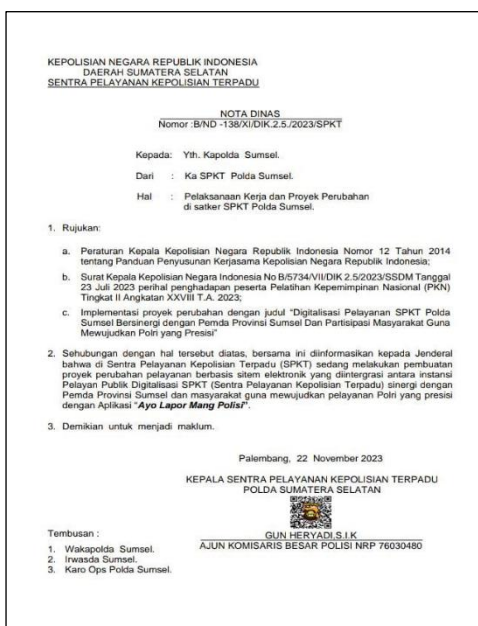 KEPOLISIAN NEGARA REPUBLIK INDONESIA
DAERAH SUMATERA SELATAN
SENTRA PELAYANAN KEPOLISIAN TERPADU
NOTA DINAS
Nomor :B/ND -138/XI/DIK.2.5./2023/SPKT
Kepada: Yth. Kapolda Sumsel.
Dari : Ka SPKT Polda Sumsel.
Hal : Pelaksanaan Kerja dan Proyek Perubahan
di satker SPKT Polda Sumsel.
1. Rujukan:
a. Peraturan Kepala Kepolisian Negara Republik Indonesia Nomor 12 Tahun 2014
tentang Panduan Penyusunan Kerjasama Kepolisian Negara Republik Indonesia;
b. Surat Kepala Kepolisian Negara Indonesia No B/5734/VII/DIK 2.5/2023/SSDM Tanggal
23 Juli 2023 perihal penghadapan peserta Pelatihan Kepemimpinan Nasional (PKN)
Tingkat II Angkatan XXVIII T.A. 2023;
c. Implementasi proyek perubahan dengan judul “Digitalisasi Pelayanan SPKT Polda
Sumsel Bersinergi dengan Pemda Provinsi Sumsel Dan Partisipasi Masyarakat Guna
Mewujudkan Polri yang Presisi”
2. Sehubungan dengan hal tersebut diatas, bersama ini diinformasikan kepada Jenderal
bahwa di Sentra Pelayanan Kepolisian Terpadu (SPKT) sedang melakukan pembuatan
proyek perubahan pelayanan berbasis sitem elektronik yang diintergrasi antara instansi
Pelayan Publik Digitalisasi SPKT (Sentra Pelayanan Kepolisian Terpadu) sinergi dengan
Pemda Provinsi Sumsel dan masyarakat guna mewujudkan pelayanan Polri yang presisi
dengan Aplikasi “Ayo Lapor Mang Polisi”.
3. Demikian untuk menjadi maklum.
Palembang, 22 November 2023
KEPALA SENTRA PELAYANAN KEPOLISIAN TERPADU
POLDA SUMATERA SELATAN
GUN HERYADI,S.I.K
AJUN KOMISARIS BESAR POLISI NRP 76030480
Tembusan :
1. Wakapolda Sumsel.
2. Irwasda Sumsel.
3. Karo Ops Polda Sumsel.